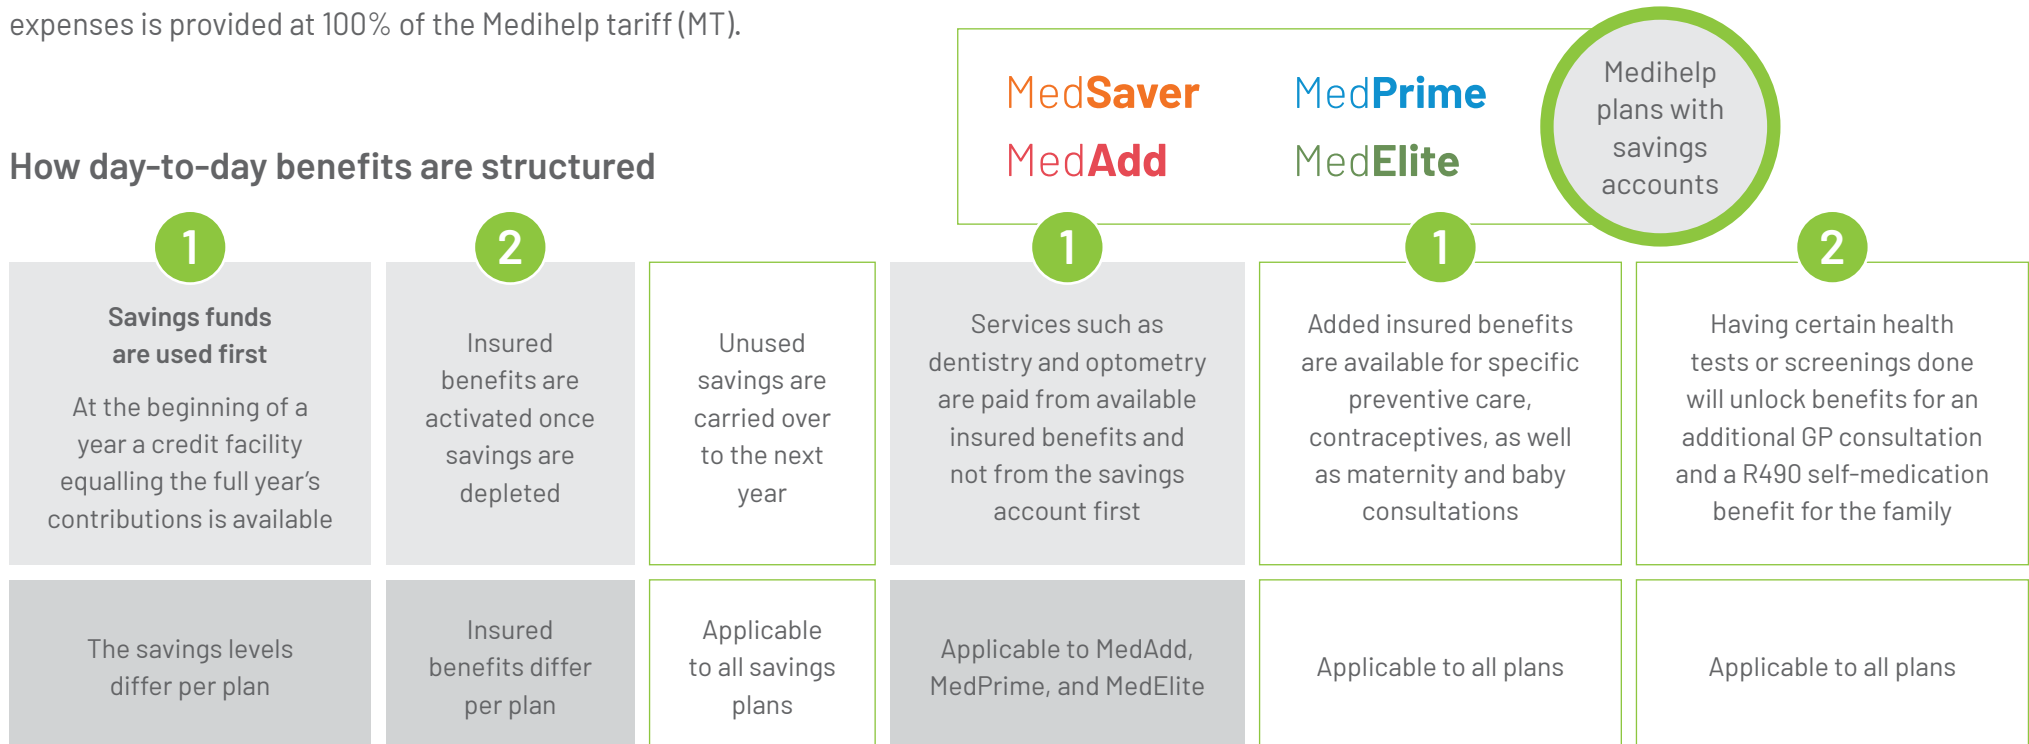 expenses is provided at 100% of the Medihelp tariff (MT).
MedSaver
MedPrime
MedAdd
MedElite
Medihelp
plans with
savings
accounts
How day-to-day benefits are structured
1
Savings funds
are used first
At the beginning of a
year a credit facility
equalling the full year's
contributions is available
The savings levels
differ per plan
2
Insured
benefits are
activated once
savings are
depleted
Insured
benefits differ
per plan
Unused
savings are
carried over
to the next
year
Applicable
to all savings
plans
1
Services such as
dentistry and optometry
are paid from available
insured benefits and
not from the savings
account first
Applicable to MedAdd,
MedPrime, and MedElite
1
Added insured benefits
are available for specific
preventive care,
contraceptives, as well
as maternity and baby
consultations
Applicable to all plans
2
Having certain health
tests or screenings done
will unlock benefits for an
additional GP consultation
and a R490 self-medication
benefit for the family
Applicable to all plans